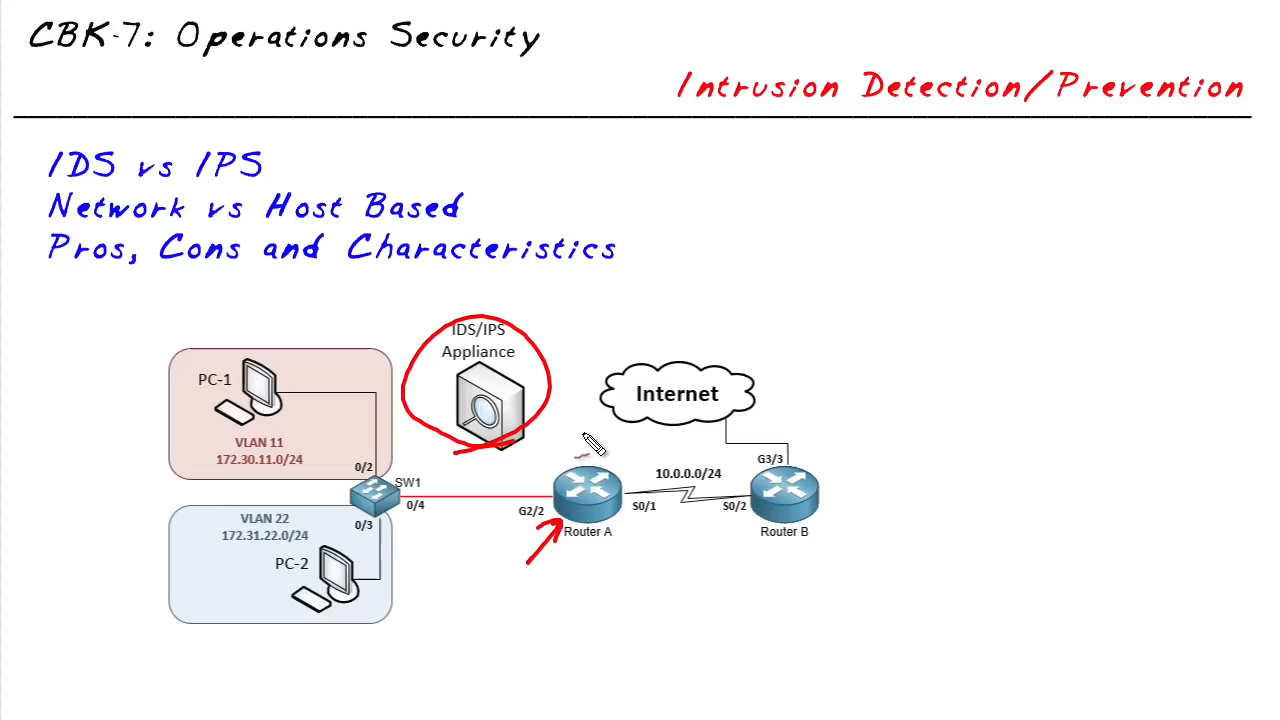 CBK-7: Operations Security
Intrusion Detection/Prevention
IDS vs IPS
Network vs Host Based
Pros, Cons and Characteristics
IDS/IPS
Appliance
PC-1
VLAN 11
172.30.11.0/24
0/2
SW1
0/4
0/3
VLAN 22
172.31.22.0/24
PC-2
G2/2
Router A
S0/1
10.0.0.0/24
S0/2
Router B
G3/3
Internet